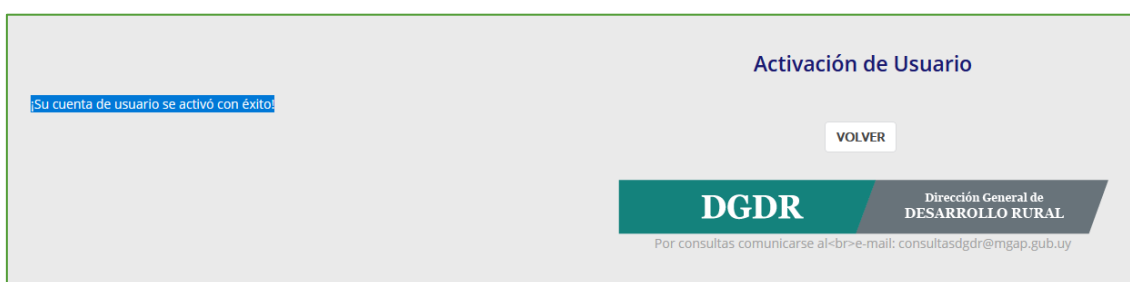 Activación de Usuario
¡Su cuenta de usuario se activó con éxito!
VOLVER
DGDR
Dirección General de
DESARROLLO RURAL
Por consultas comunicarse al<br>e-mail: consultasdgdr@mgap.gub.uy